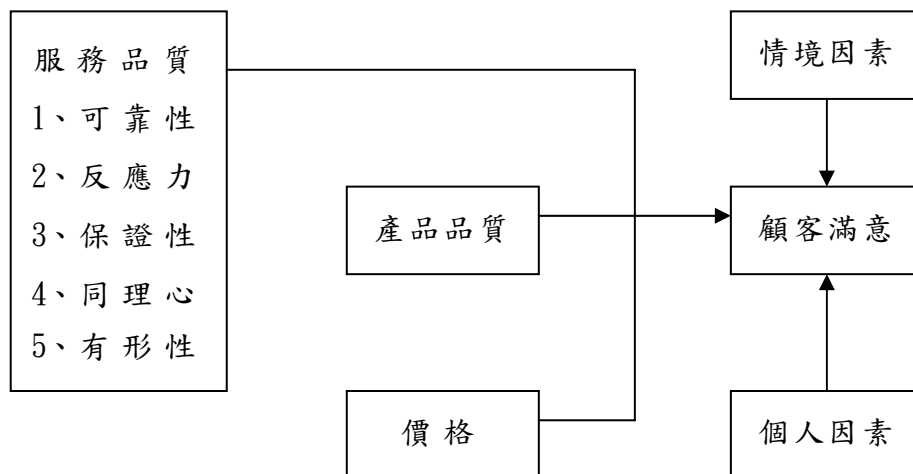 服務品質
1、可靠性
2、反應力
3、保證性
4、同理心
5、有形性
產品品質
價格
情境因素
顧客滿意
個人因素